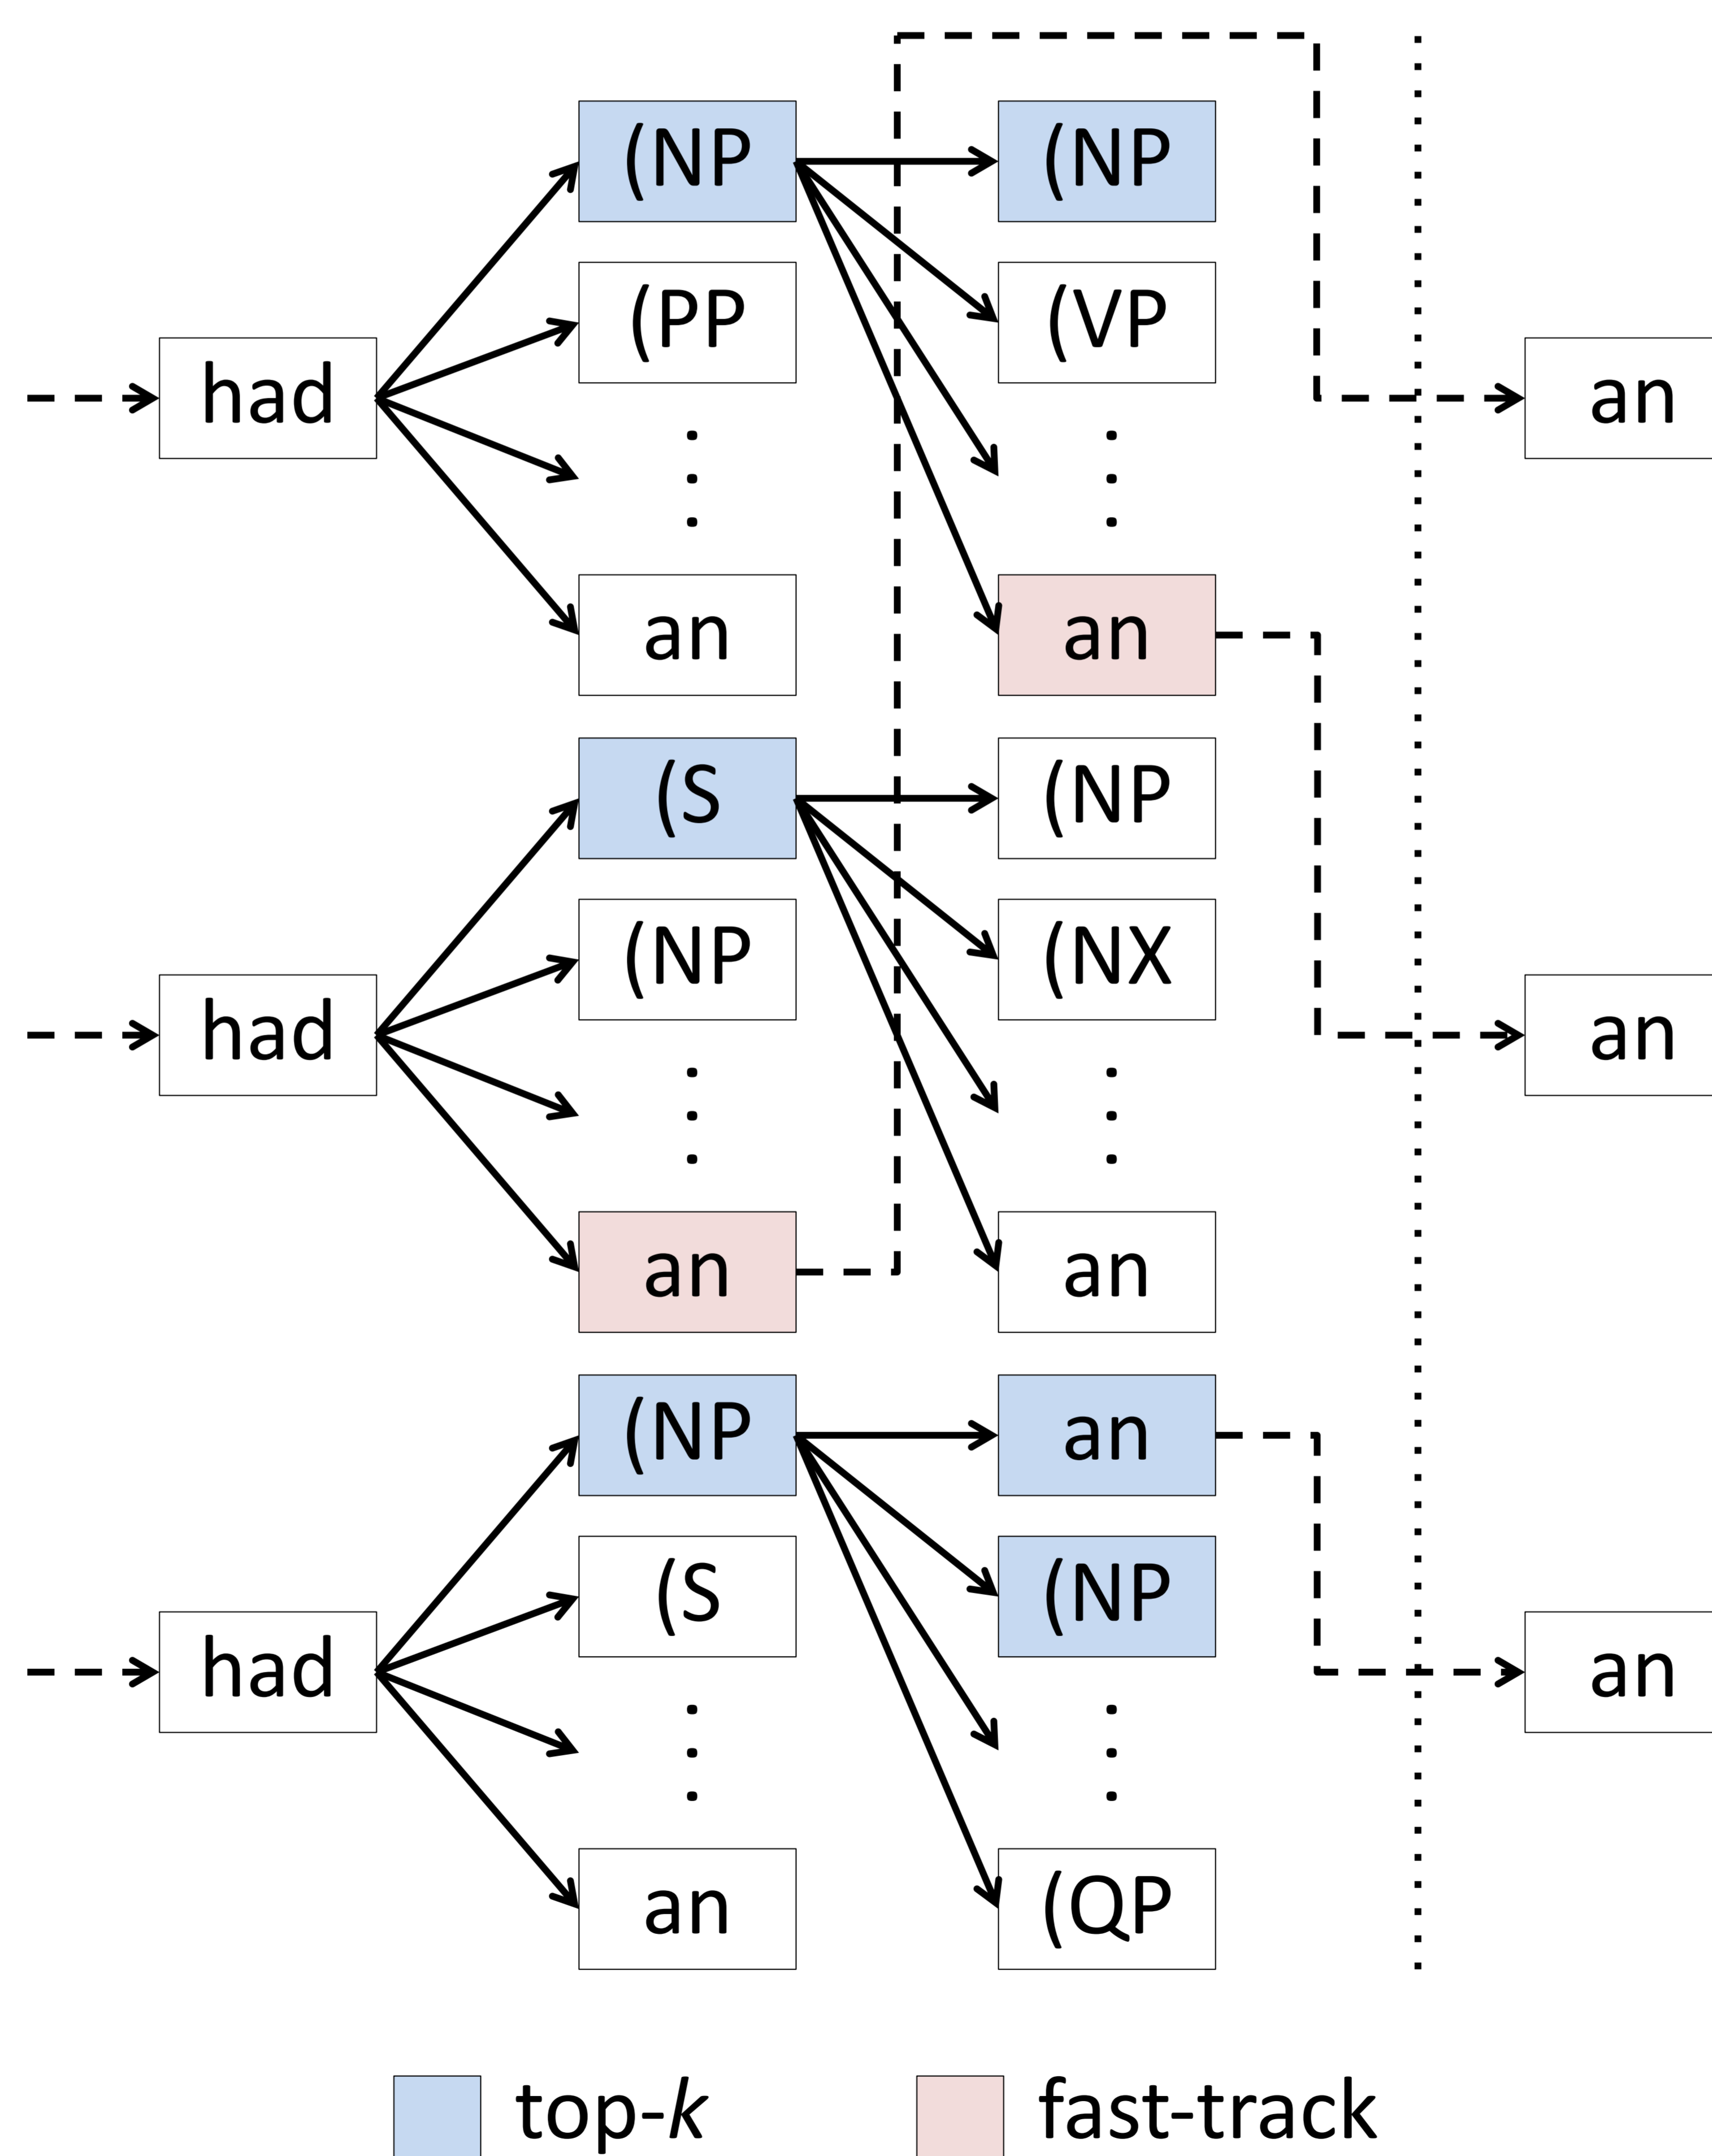 (NP (NP
(PP (VP
had an
an an
(S (NP
(NP (NX
had an
an an
(NP an
(S (NP
had an
an (QP
top-k fast-track